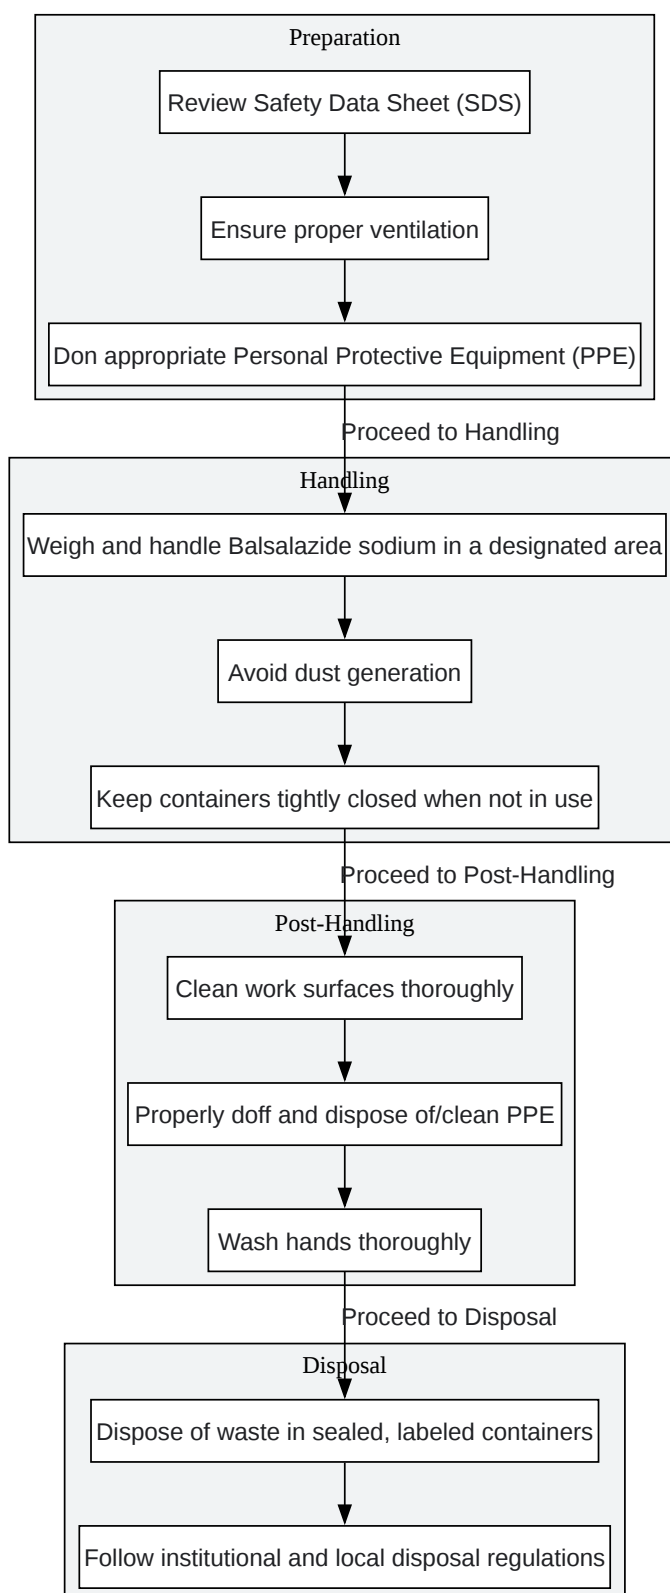 Preparation
Review Safety Data Sheet (SDS)
Ensure proper ventilation
Don appropriate Personal Protective Equipment (PPE)
Proceed to Handling
Handling
Weigh and handle Balsalazide sodium in a designated area
Avoid dust generation
Keep containers tightly closed when not in use
Proceed to Post-Handling
Post-Handling
Clean work surfaces thoroughly
Properly doff and dispose of/clean PPE
Wash hands thoroughly
Proceed to Disposal
Disposal
Dispose of waste in sealed, labeled containers
Follow institutional and local disposal regulations